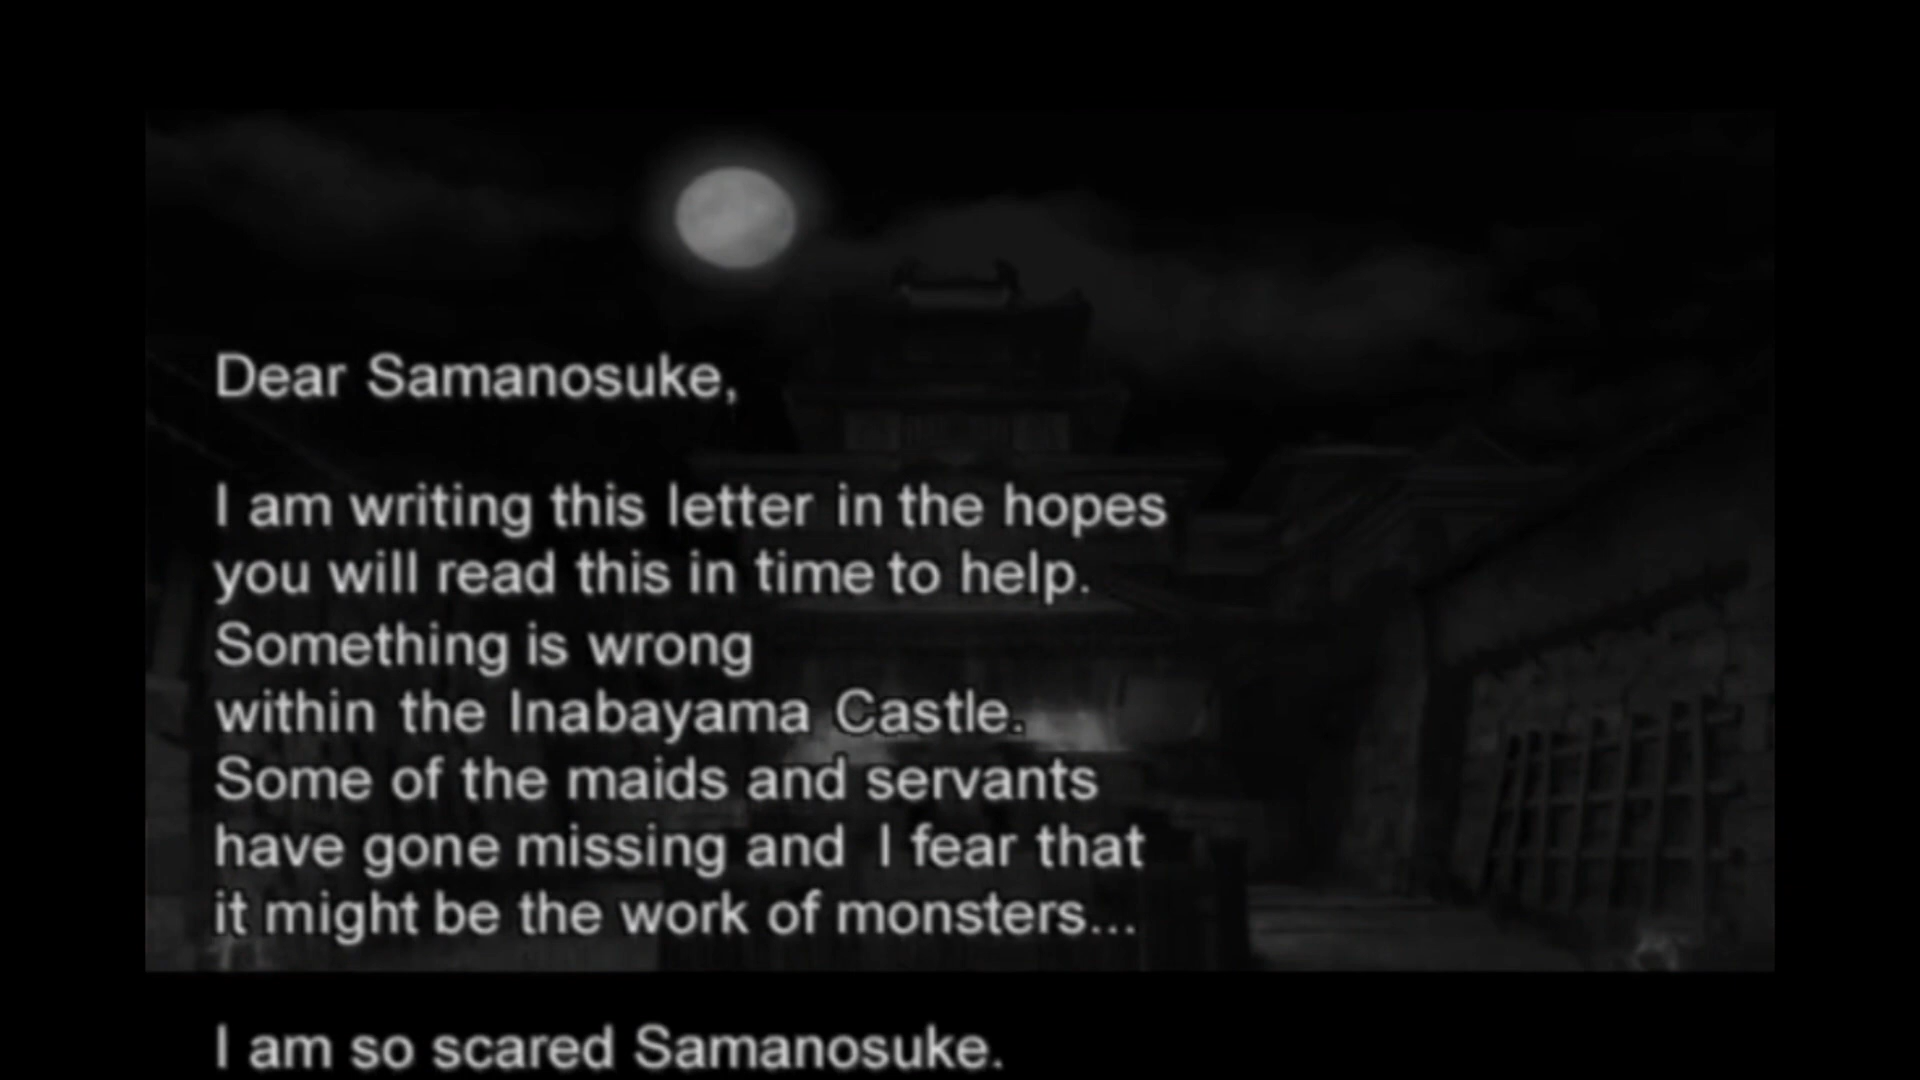 Dear Samanosuke,
I am writing this letter in the hopes
you will read this in time to help.
Something is wrong
within the Inabayama Castle.
Some of the maids and servants
have gone missing and I fear that
it might be the work of monsters...
I am so scared Samanosuke.